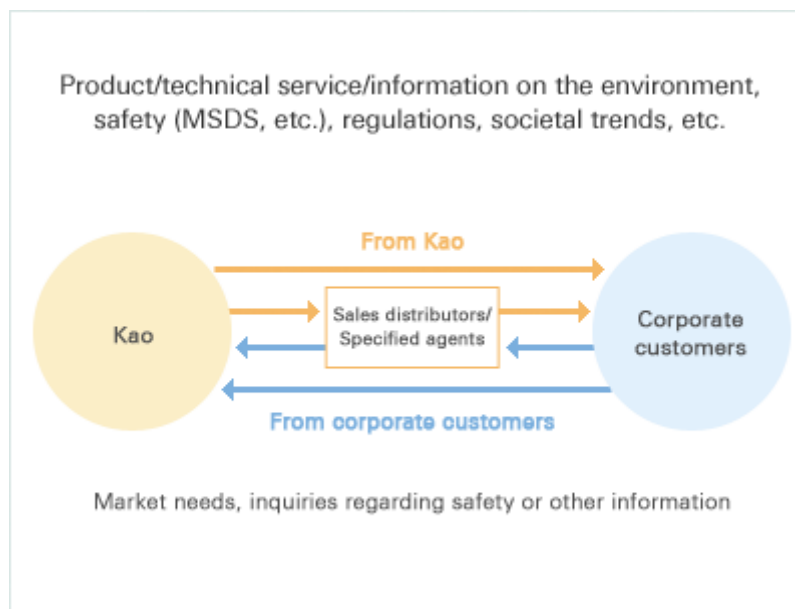 Product/technical service/information on the environment,
safety (MSDS, etc.), regulations, societal trends, etc.
From Kao
Kao
Sales distributors/
Specified agents
Corporate
customers
From corporate customers
Market needs, inquiries regarding safety or other information